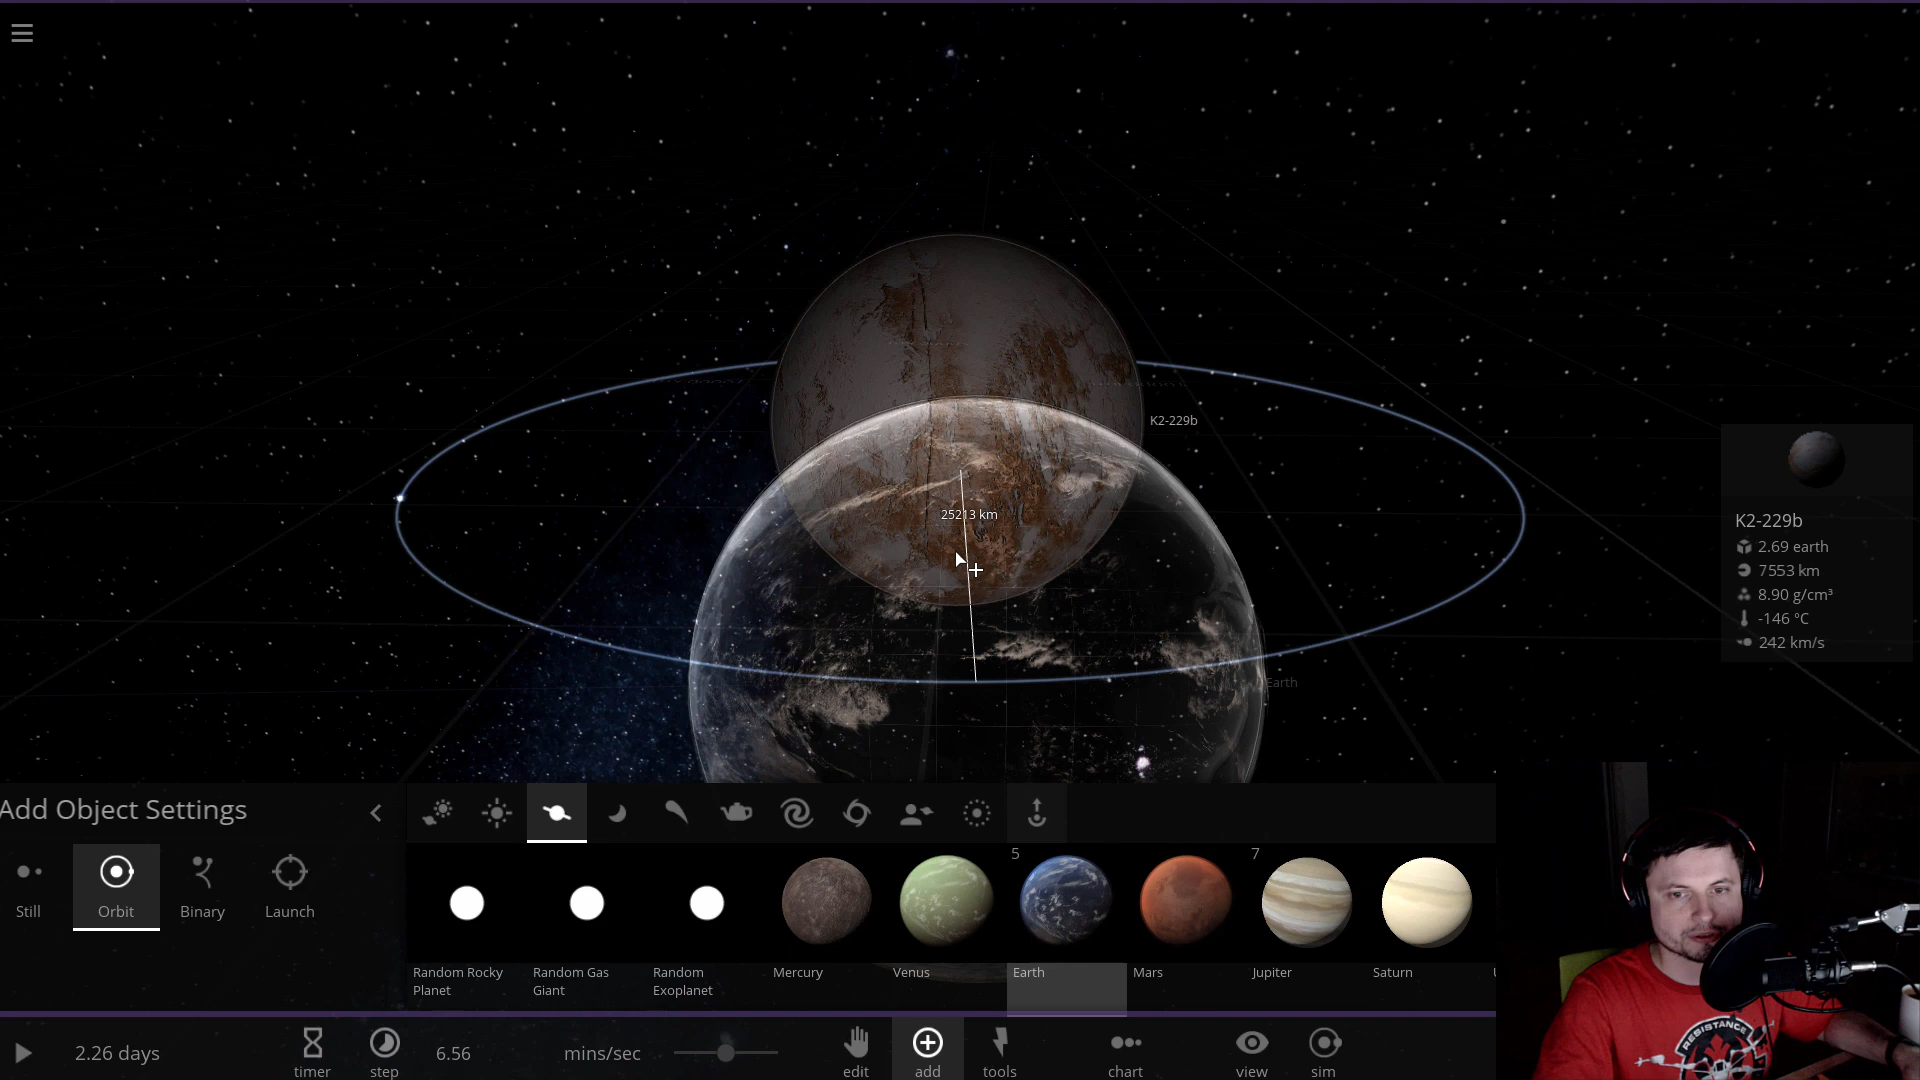 K2-229b
25213 km
Earth
K2-229b
2.69 earth
7553 km
8.90 g/cm³
-146 °C
242 km/s
Add Object Settings
Still
Orbit
Binary
Launch
5
7
Random Rocky Planet
Random Gas Giant
Random Exoplanet
Mercury
Venus
Earth
Mars
Jupiter
Saturn
2.26 days
timer
step
6.56
mins/sec
edit
add
tools
chart
view
sim
RESISTANCE